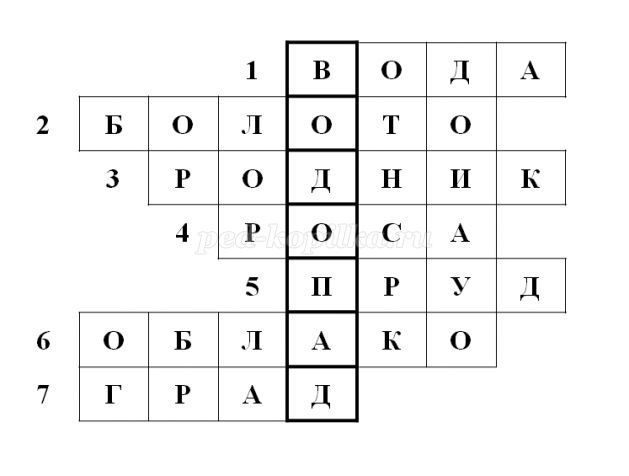 1 В О Д А
2 Б О Л О Т О
3 Р О Д Н И К
4 Р О С А
ped-kopilka.ru
5 П Р У Д
6 О Б Л А К О
7 Г Р А Д